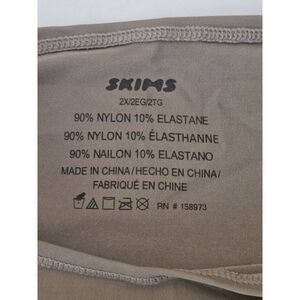 SKIMS
2X/2EG/2TG
90% NYLON 10% ELASTANE
90% NYLON 10% ÉLASTHANNE
90% NAILON 10% ELASTANO
MADE IN CHINA/HECHO EN CHINA/
FABRIQUÉ EN CHINE
RN # 158973